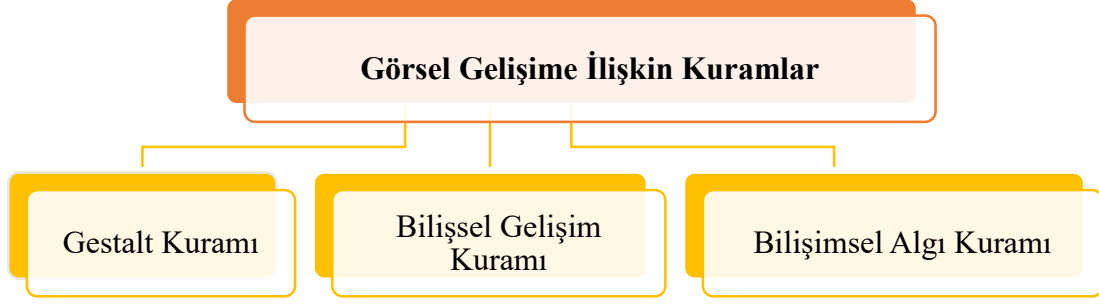 Görsel Gelişime İlişkin Kuramlar
Gestalt Kuramı
Bilişsel Gelişim
Kuramı
Bilişimsel Algı Kuramı